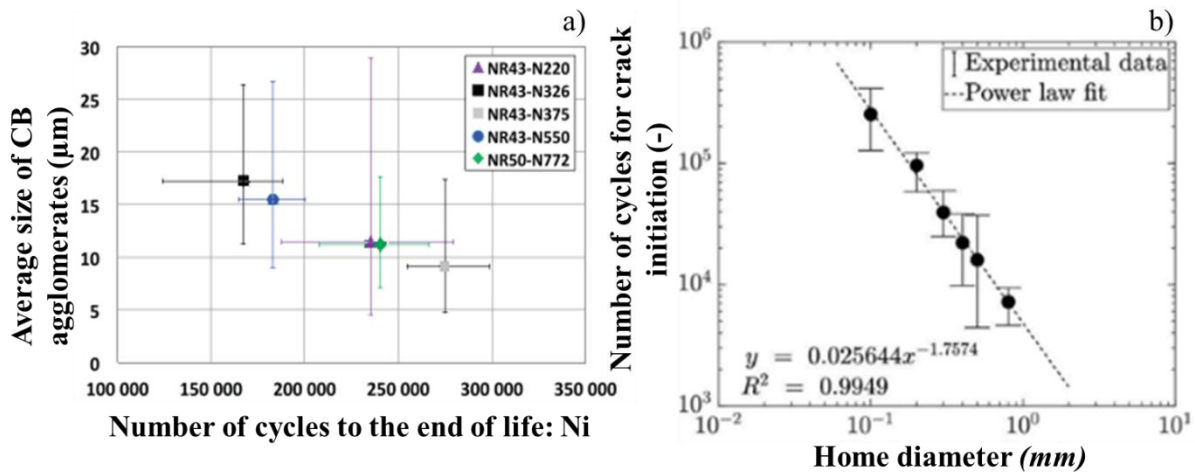 a)
Average size of CB
agglomerates (µm)
30
25
20
15
10
5
0
NR43-N220
NR43-N326
NR43-N375
NR43-N550
NR50-N772
100 000 150 000 200 000 250 000 300 000 350 000
Number of cycles to the end of life: Ni
b)
Number of cycles for crack
initiation (-)
10^6
10^5
10^4
10^3
Experimental data
Power law fit
y = 0.025644x^-1.7574
R^2 = 0.9949
10^-2 10^-1 10^0 10^1
Home diameter (mm)